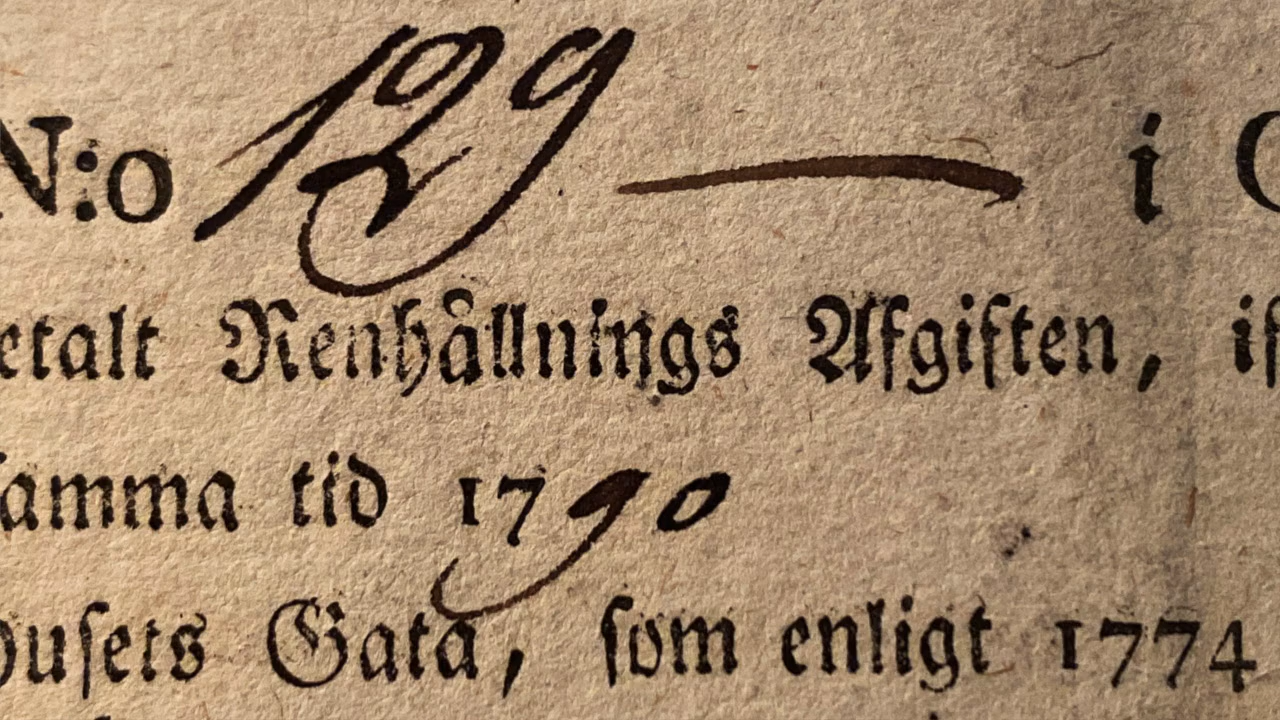 N:o 129 — i
etalt Renhållnings Afgiften,
samma tid 1790
husets Gata, som enligt 1774